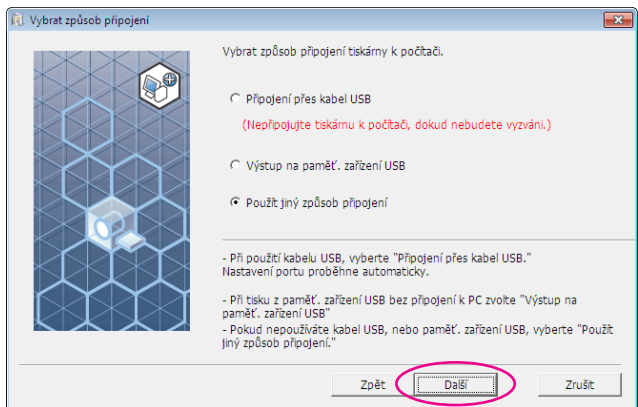 Vybrat způsob připojení
Vybrat způsob připojení tiskárny k počítači.
Připojení přes kabel USB
(Nepřipojujte tiskárnu k počítači, dokud nebudete vyzváni.)
Výstup na paměť. zařízení USB
Použít jiný způsob připojení
- Při použití kabelu USB, vyberte "Připojení přes kabel USB."
Nastavení portu proběhne automaticky.
- Při tisku z paměť. zařízení USB bez připojení k PC zvolte "Výstup na
paměť. zařízení USB"
- Pokud nepoužíváte kabel USB, nebo paměť. zařízení USB, vyberte "Použít
jiný způsob připojení."
Zpět Další Zrušit